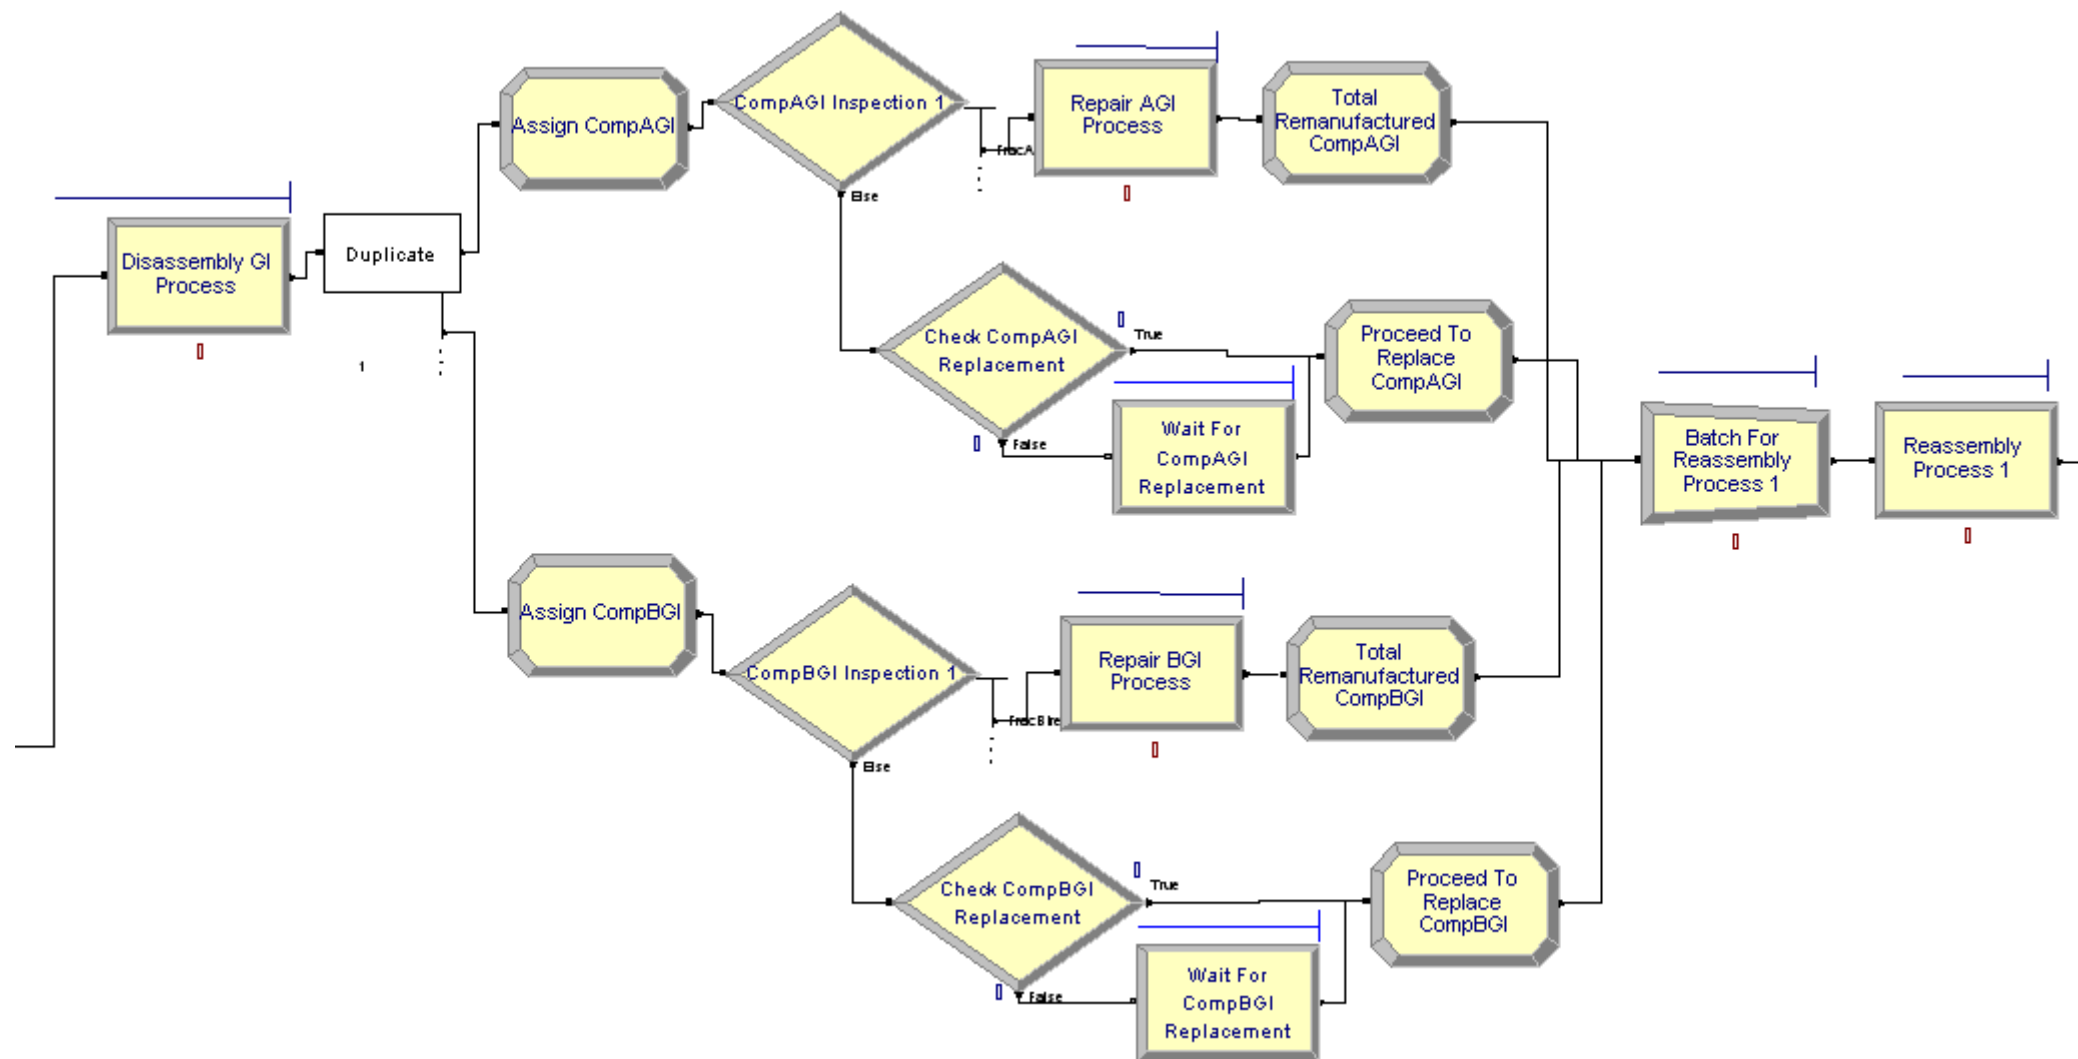 Disassembly GI
Process
Duplicate
1
Assign CompAGI
CompAGI Inspection 1
Else
Repair AGI
Process
Total
Remanufactured
CompAGI
Check CompAGI
Replacement
True
False
Wait For
CompAGI
Replacement
Proceed To
Replace
CompAGI
Assign CompBGI
CompBGI Inspection 1
Else
Repair BGI
Process
Total
Remanufactured
CompBGI
Check CompBGI
Replacement
True
False
Wait For
CompBGI
Replacement
Proceed To
Replace
CompBGI
Batch For
Reassembly
Process 1
Reassembly
Process 1